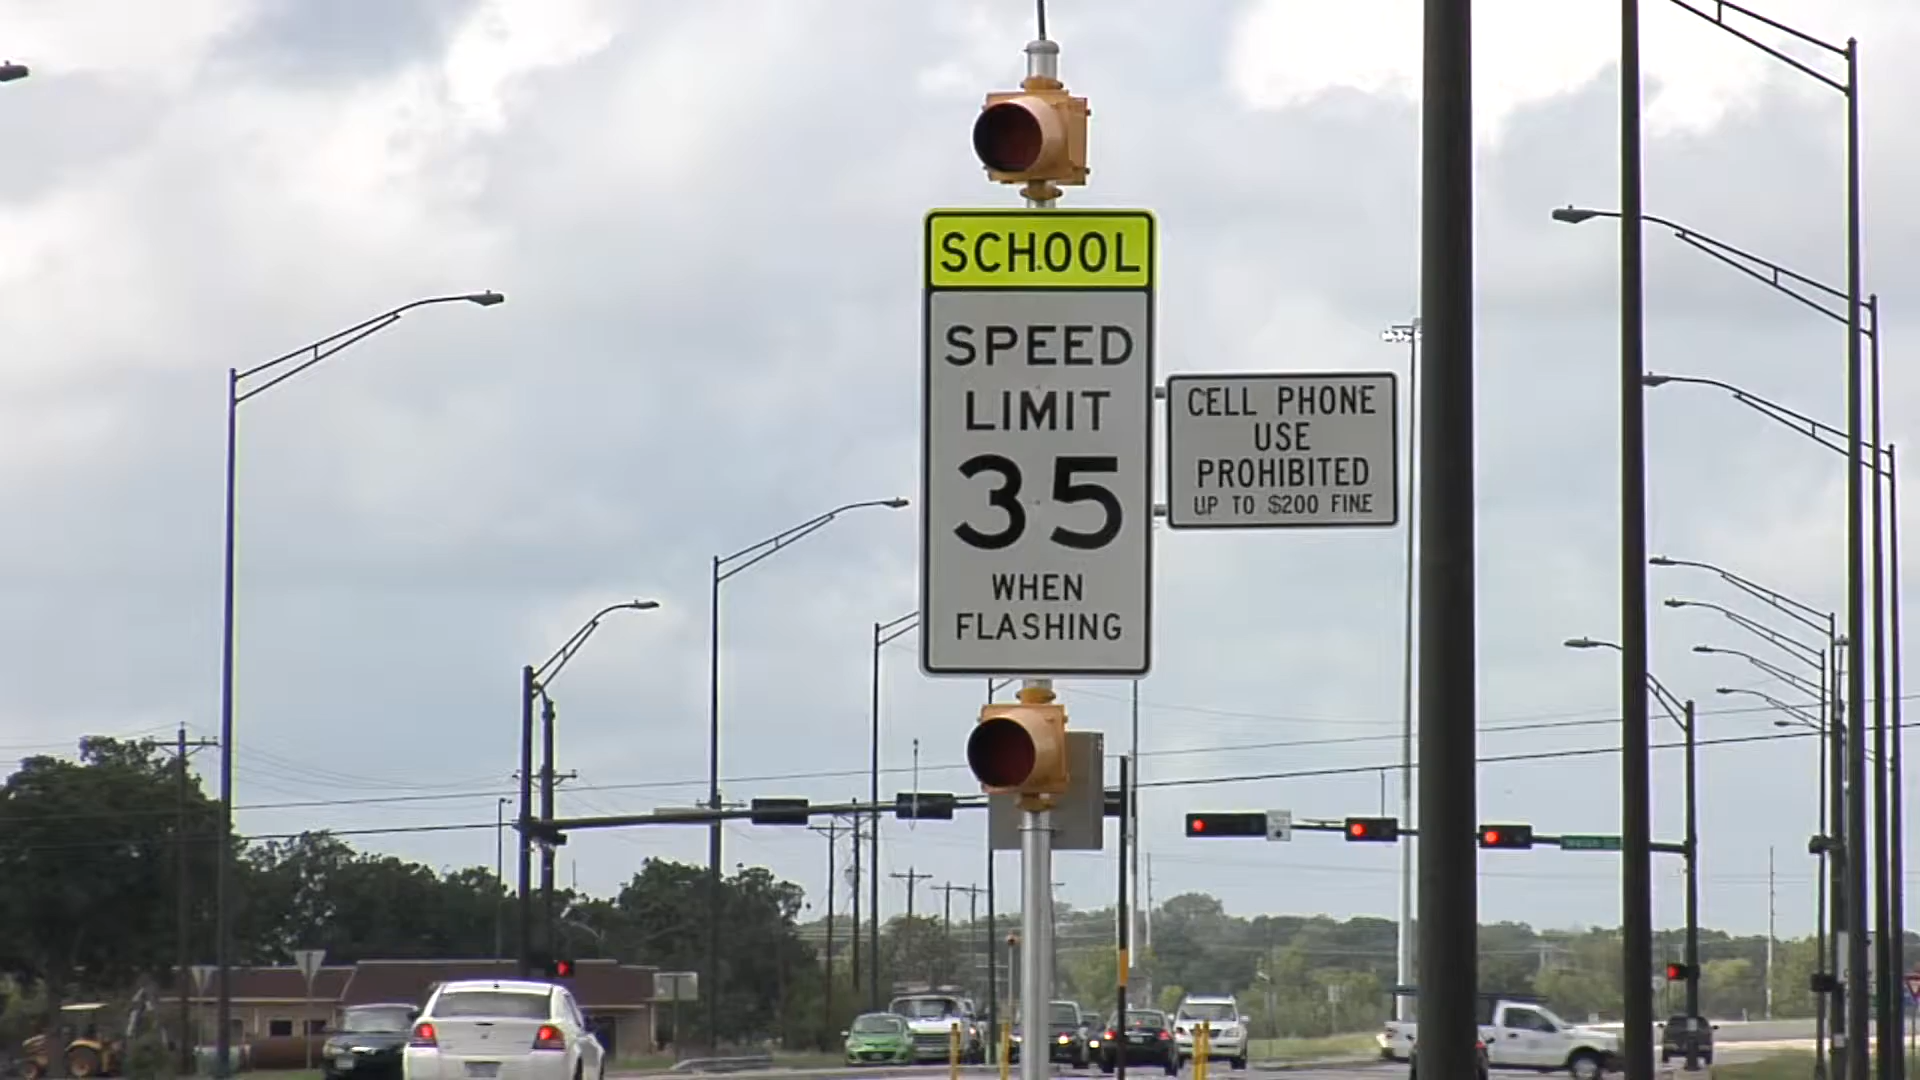 SCHOOL
SPEED
LIMIT
35
WHEN
FLASHING
CELL PHONE
USE
PROHIBITED
UP TO $200 FINE